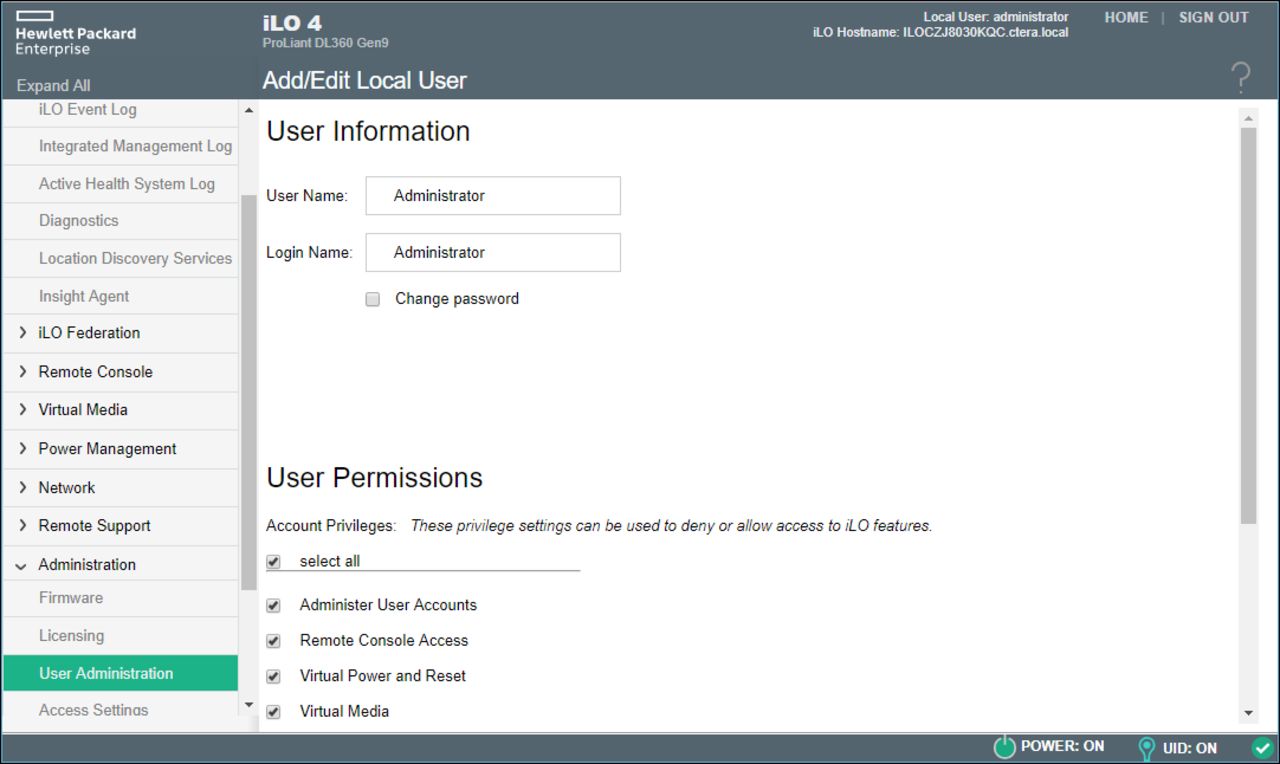 Hewlett Packard
Enterprise
iLO 4
ProLiant DL360 Gen9
Local User: administrator
iLO Hostname: ILOCZJ8030KQC.ctera.local
HOME | SIGN OUT
Expand All
Add/Edit Local User
?
iLO Event Log
Integrated Management Log
Active Health System Log
Diagnostics
Location Discovery Services
Insight Agent
iLO Federation
Remote Console
Virtual Media
Power Management
Network
Remote Support
Administration
Firmware
Licensing
User Administration
Access Settings
User Information
User Name: Administrator
Login Name: Administrator
Change password
User Permissions
Account Privileges: These privilege settings can be used to deny or allow access to iLO features.
select all
Administer User Accounts
Remote Console Access
Virtual Power and Reset
Virtual Media
POWER: ON
UID: ON